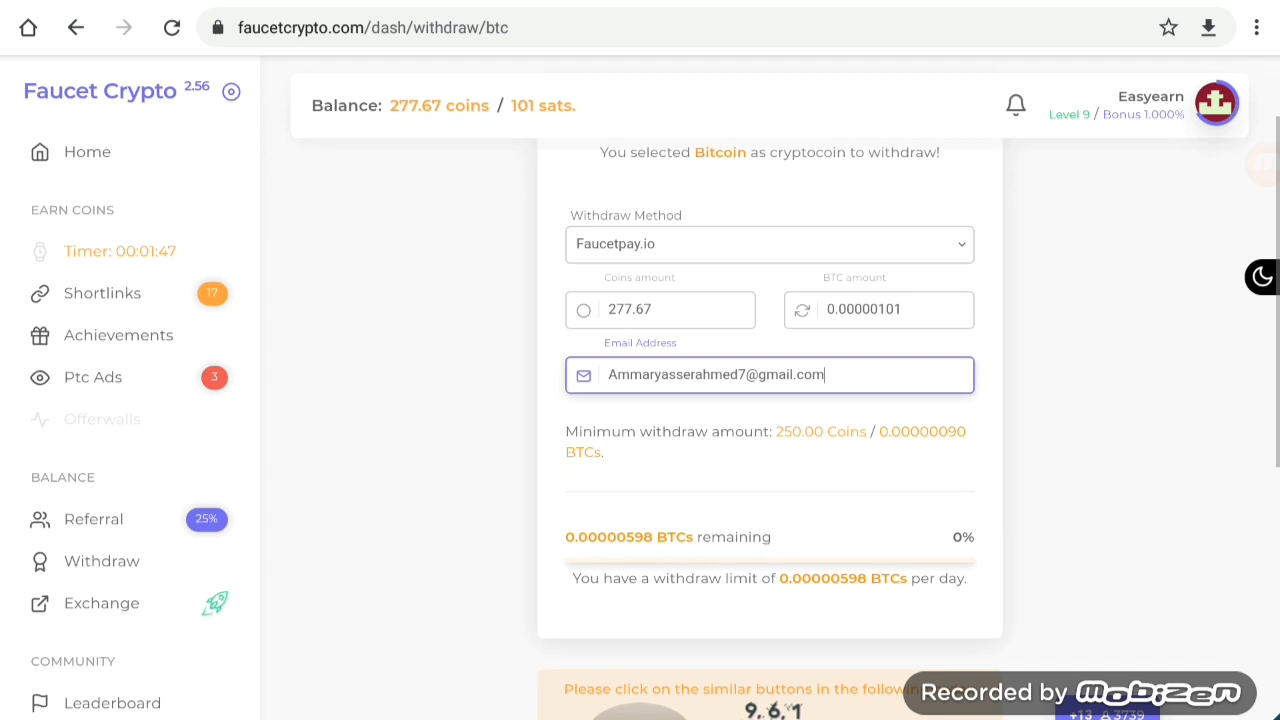 faucetcrypto.com/dash/withdraw/btc
Faucet Crypto 2.56
Balance: 277.67 coins / 101 sats.
Easyearn
Level 9 / Bonus 1.000%
Home
EARN COINS
Timer: 00:01:47
Shortlinks 17
Achievements
Ptc Ads 3
Offerwalls
BALANCE
Referral 25%
Withdraw
Exchange
COMMUNITY
Leaderboard
You selected Bitcoin as cryptocoin to withdraw!
Withdraw Method
Faucetpay.io
Coins amount BTC amount
277.67 0.00000101
Email Address
Ammaryasserahmed7@gmail.com
Minimum withdraw amount: 250.00 Coins / 0.00000090
BTCs.
0.00000598 BTCs remaining 0%
You have a withdraw limit of 0.00000598 BTCs per day.
Please click on the similar buttons in the
9, 6, 1
Recorded by Mobizen